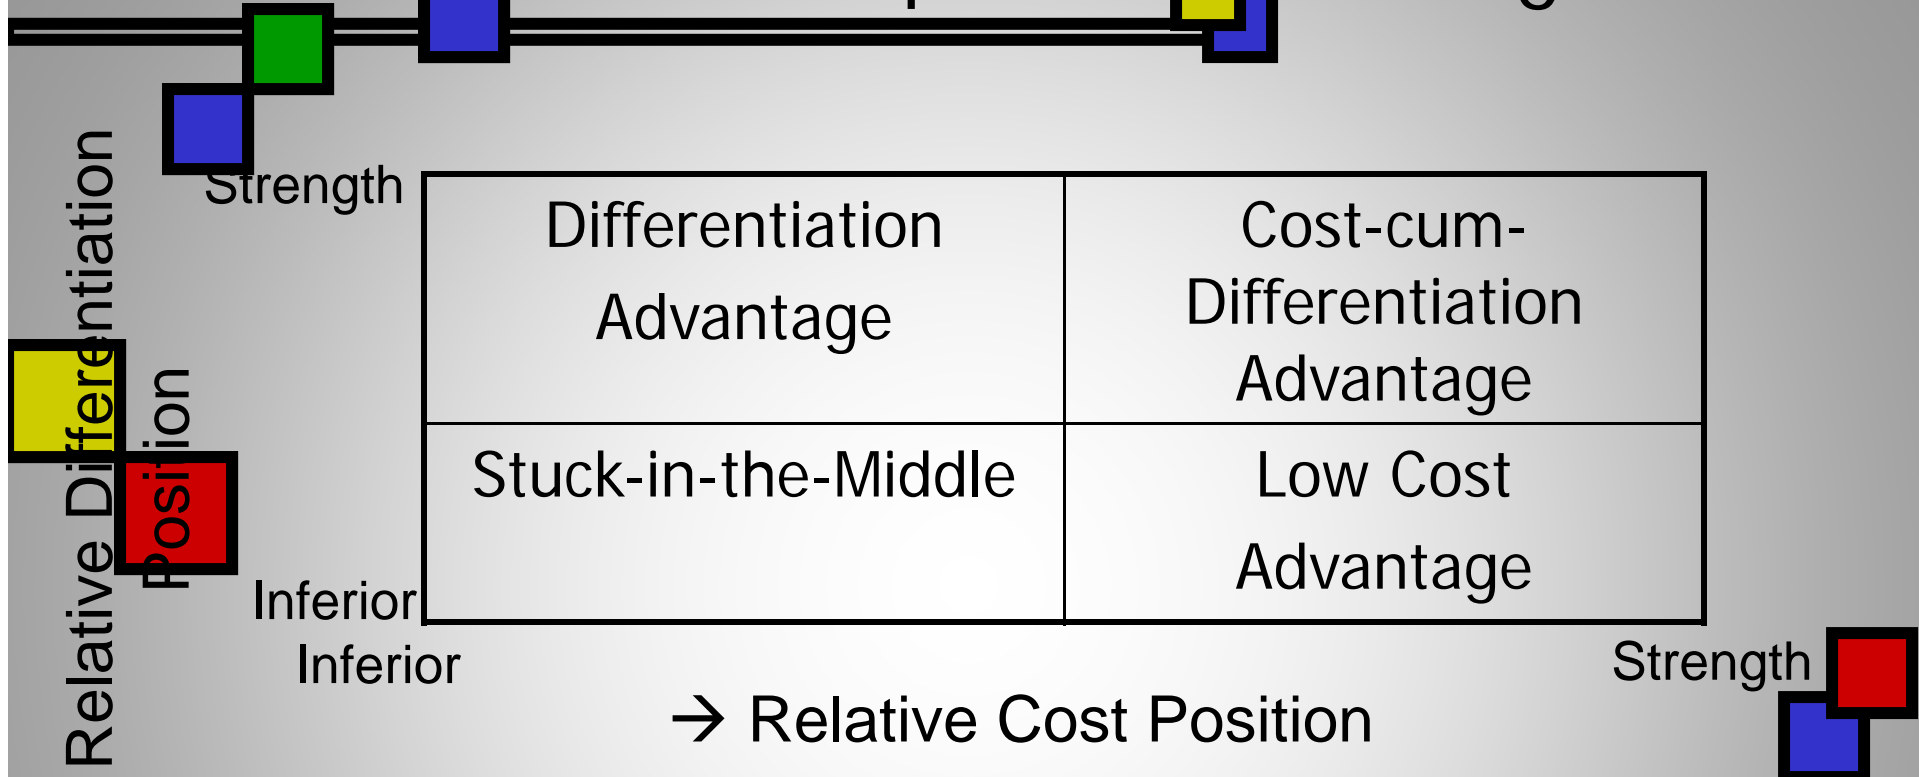 Strength
Differentiation
Advantage
Cost-cum-
Differentiation
Advantage
Stuck-in-the-Middle
Low Cost
Advantage
Relative Differentiation
Position
Inferior
Inferior
Strength
→ Relative Cost Position